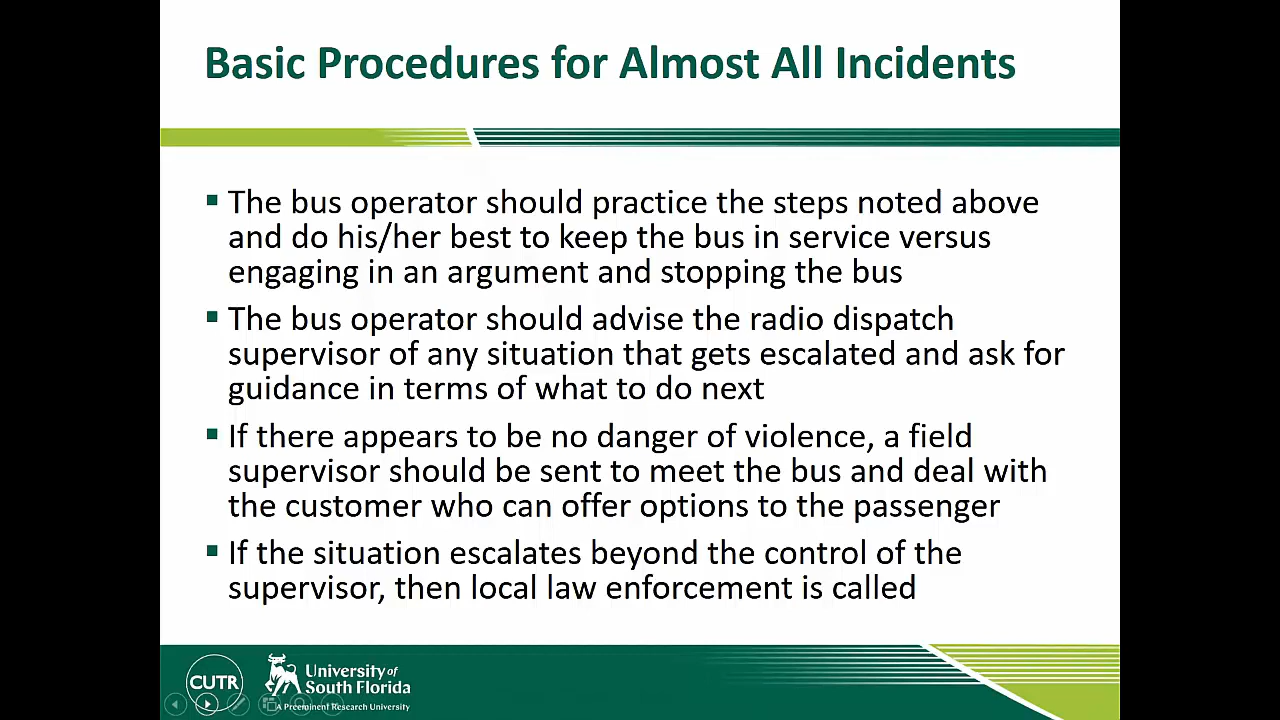 Basic Procedures for Almost All Incidents
▪ The bus operator should practice the steps noted above
and do his/her best to keep the bus in service versus
engaging in an argument and stopping the bus
▪ The bus operator should advise the radio dispatch
supervisor of any situation that gets escalated and ask for
guidance in terms of what to do next
▪ If there appears to be no danger of violence, a field
supervisor should be sent to meet the bus and deal with
the customer who can offer options to the passenger
▪ If the situation escalates beyond the control of the
supervisor, then local law enforcement is called
CUTR
University of
South Florida
A Preeminent Research University